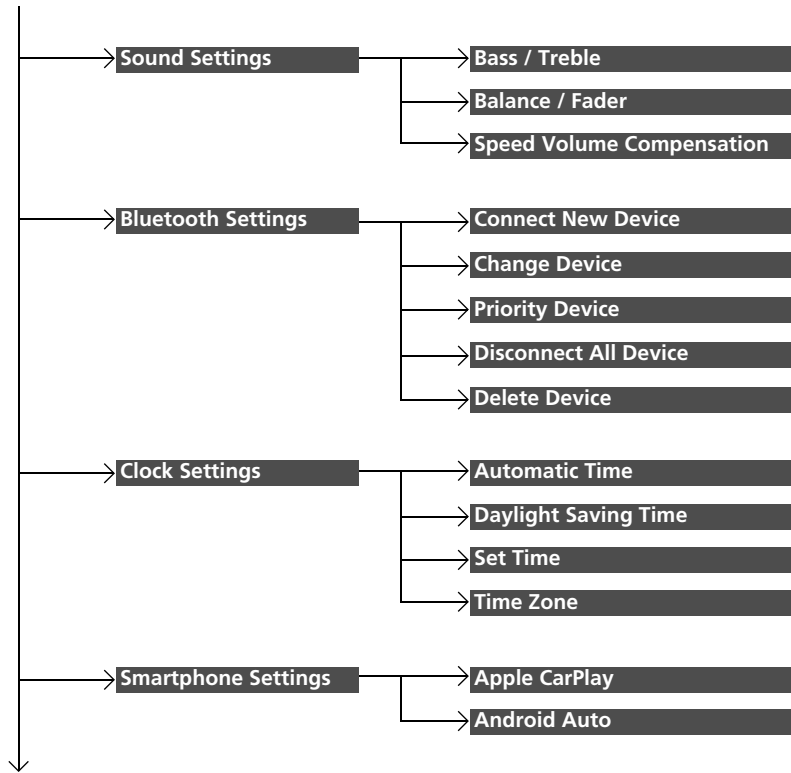 Sound Settings
Bass / Treble
Balance / Fader
Speed Volume Compensation
Bluetooth Settings
Connect New Device
Change Device
Priority Device
Disconnect All Device
Delete Device
Clock Settings
Automatic Time
Daylight Saving Time
Set Time
Time Zone
Smartphone Settings
Apple CarPlay
Android Auto